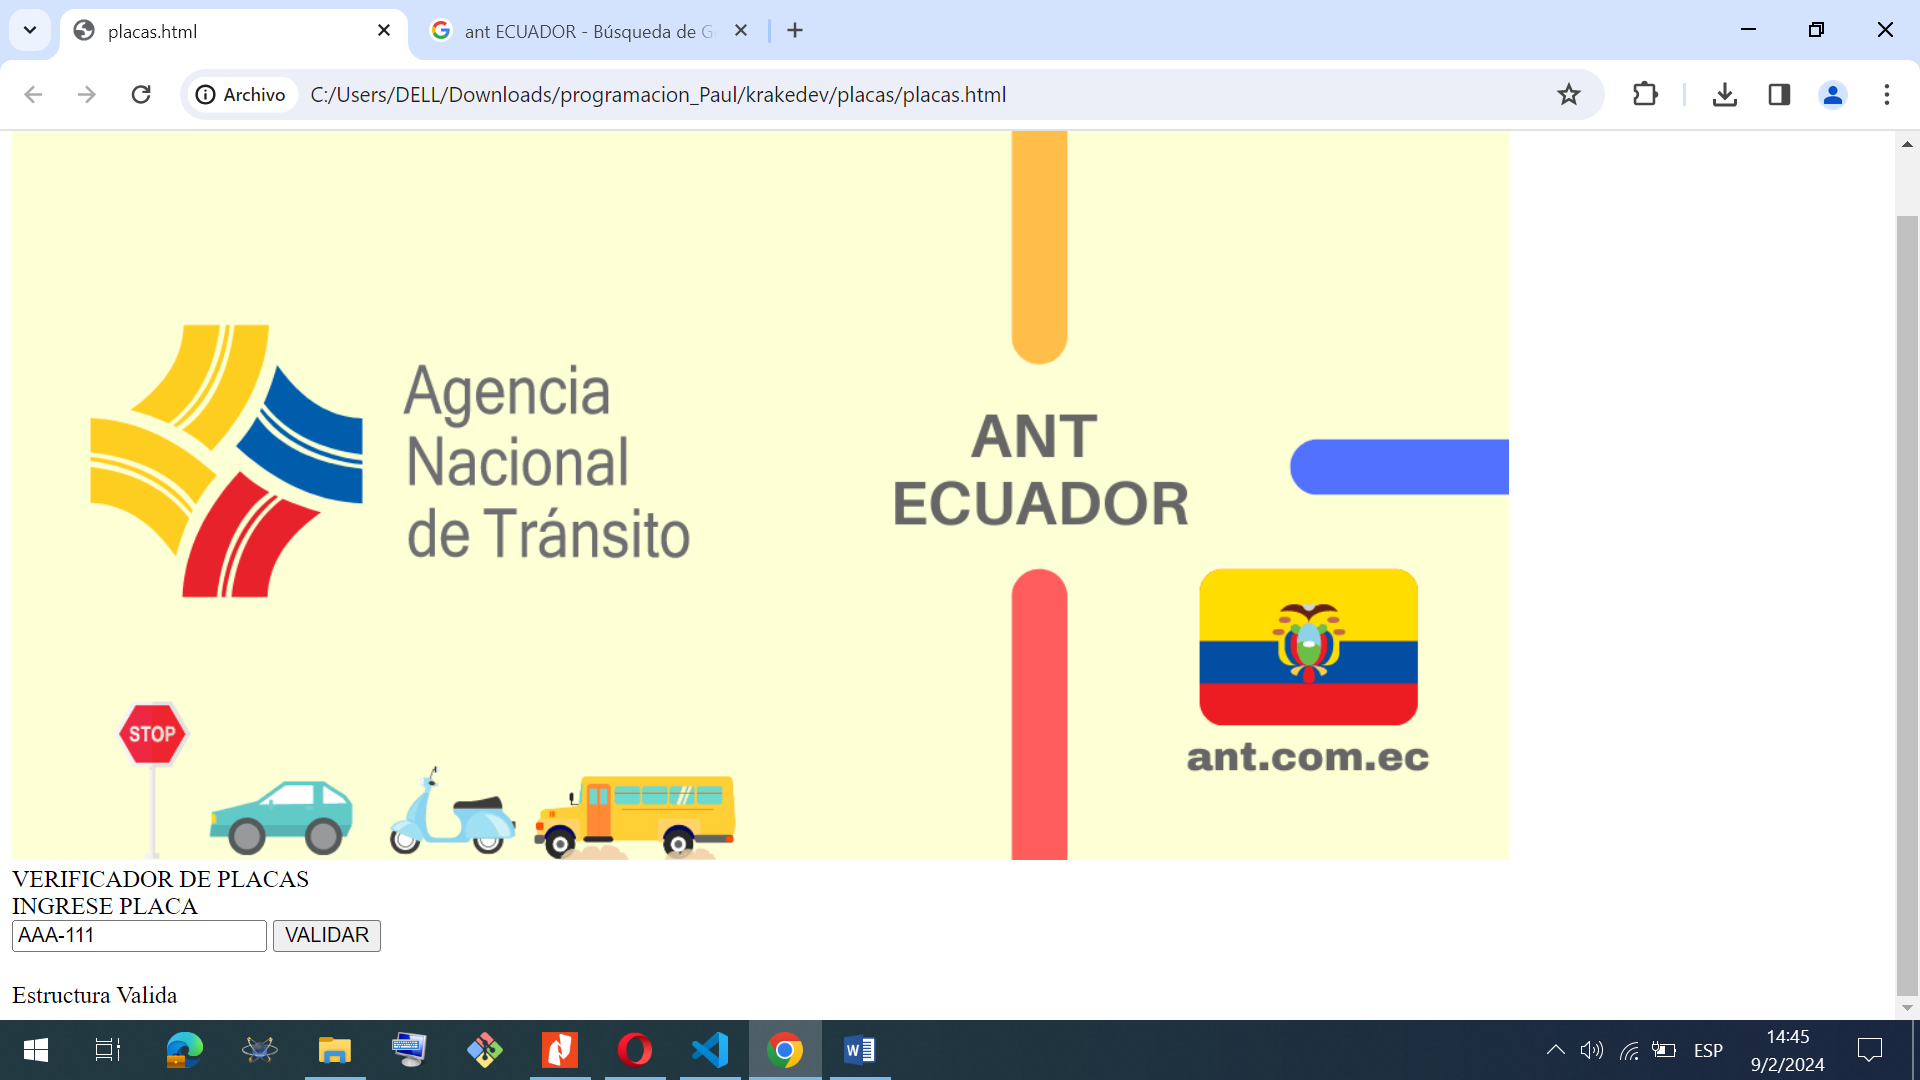 placas.html
ant ECUADOR - Búsqueda de G
Archivo
C:/Users/DELL/Downloads/programacion_Paul/krakedev/placas/placas.html
Agencia
Nacional
de Tránsito
ANT
ECUADOR
STOP
ant.com.ec
VERIFICADOR DE PLACAS
INGRESE PLACA
AAA-111
VALIDAR
Estructura Valida
ESP
14:45
9/2/2024